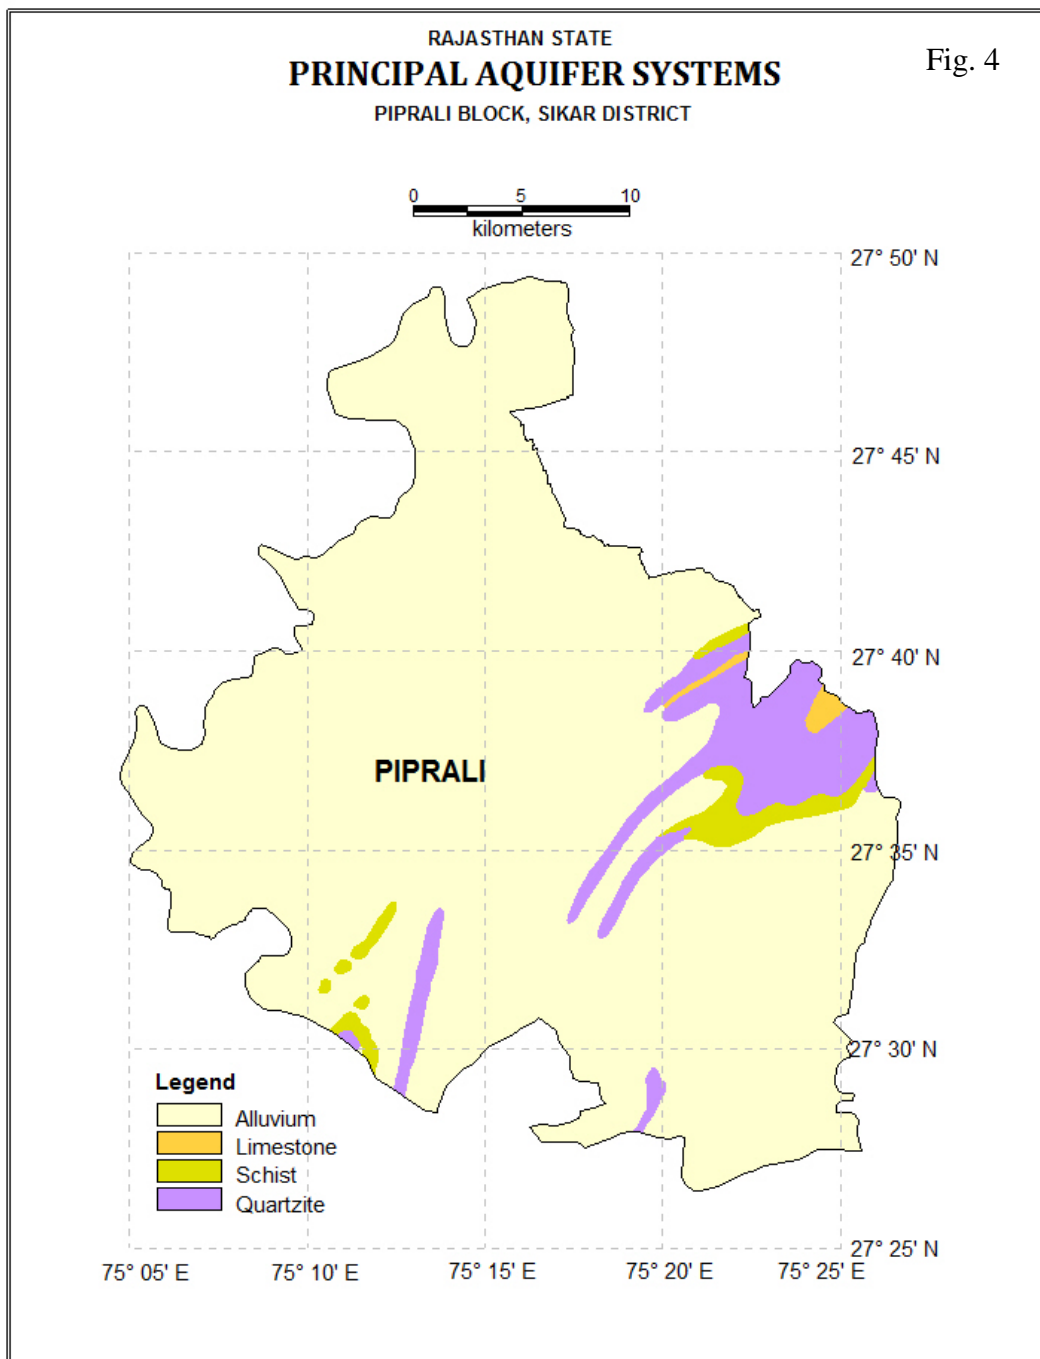 RAJASTHAN STATE
PRINCIPAL AQUIFER SYSTEMS
Fig. 4
PIPRALI BLOCK, SIKAR DISTRICT
0 5 10
kilometers
27° 50' N
27° 45' N
27° 40' N
PIPRALI
27° 35' N
27° 30' N
Legend
Alluvium
Limestone
Schist
Quartzite
27° 25' N
75° 05' E 75° 10' E 75° 15' E 75° 20' E 75° 25' E